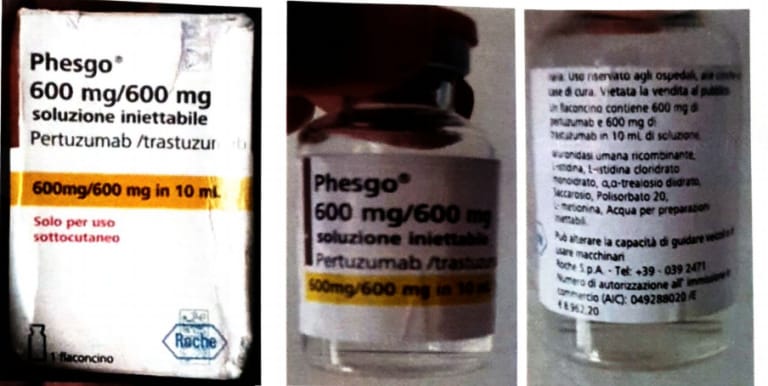 Phesgo®
600 mg/600 mg
soluzione iniettabile
Pertuzumab /trastuzu
600mg/600 mg in 10 mL
Solo per uso
sottocutaneo
Roche
1 flaconcino
Phesgo®
600 mg/600 mg
soluzione iniettabile
Pertuzumab /trastuzu
600mg/600 mg in 10 mL
Uso riservato agli ospedali,
case di cura. Vietata la vendita al pubblico
Un flaconcino contiene 600 mg di
pertuzumab e 600 mg di
trastuzumab in 10 mL di soluzione
ialuronidasi umana ricombinante,
L-istidina, L-istidina cloridrato
monoidrato, α,α-trealosio diidrato,
Saccarosio, Polisorbato 20,
L-metionina, Acqua per preparazioni
iniettabili.
Può alterare la capacità di guidare veicoli o
usare macchinari
Roche S.p.A. - Tel: +39 - 039 2471
Numero di autorizzazione all' immissione in
commercio (AIC): 049288020 /E
€ 8.962,20